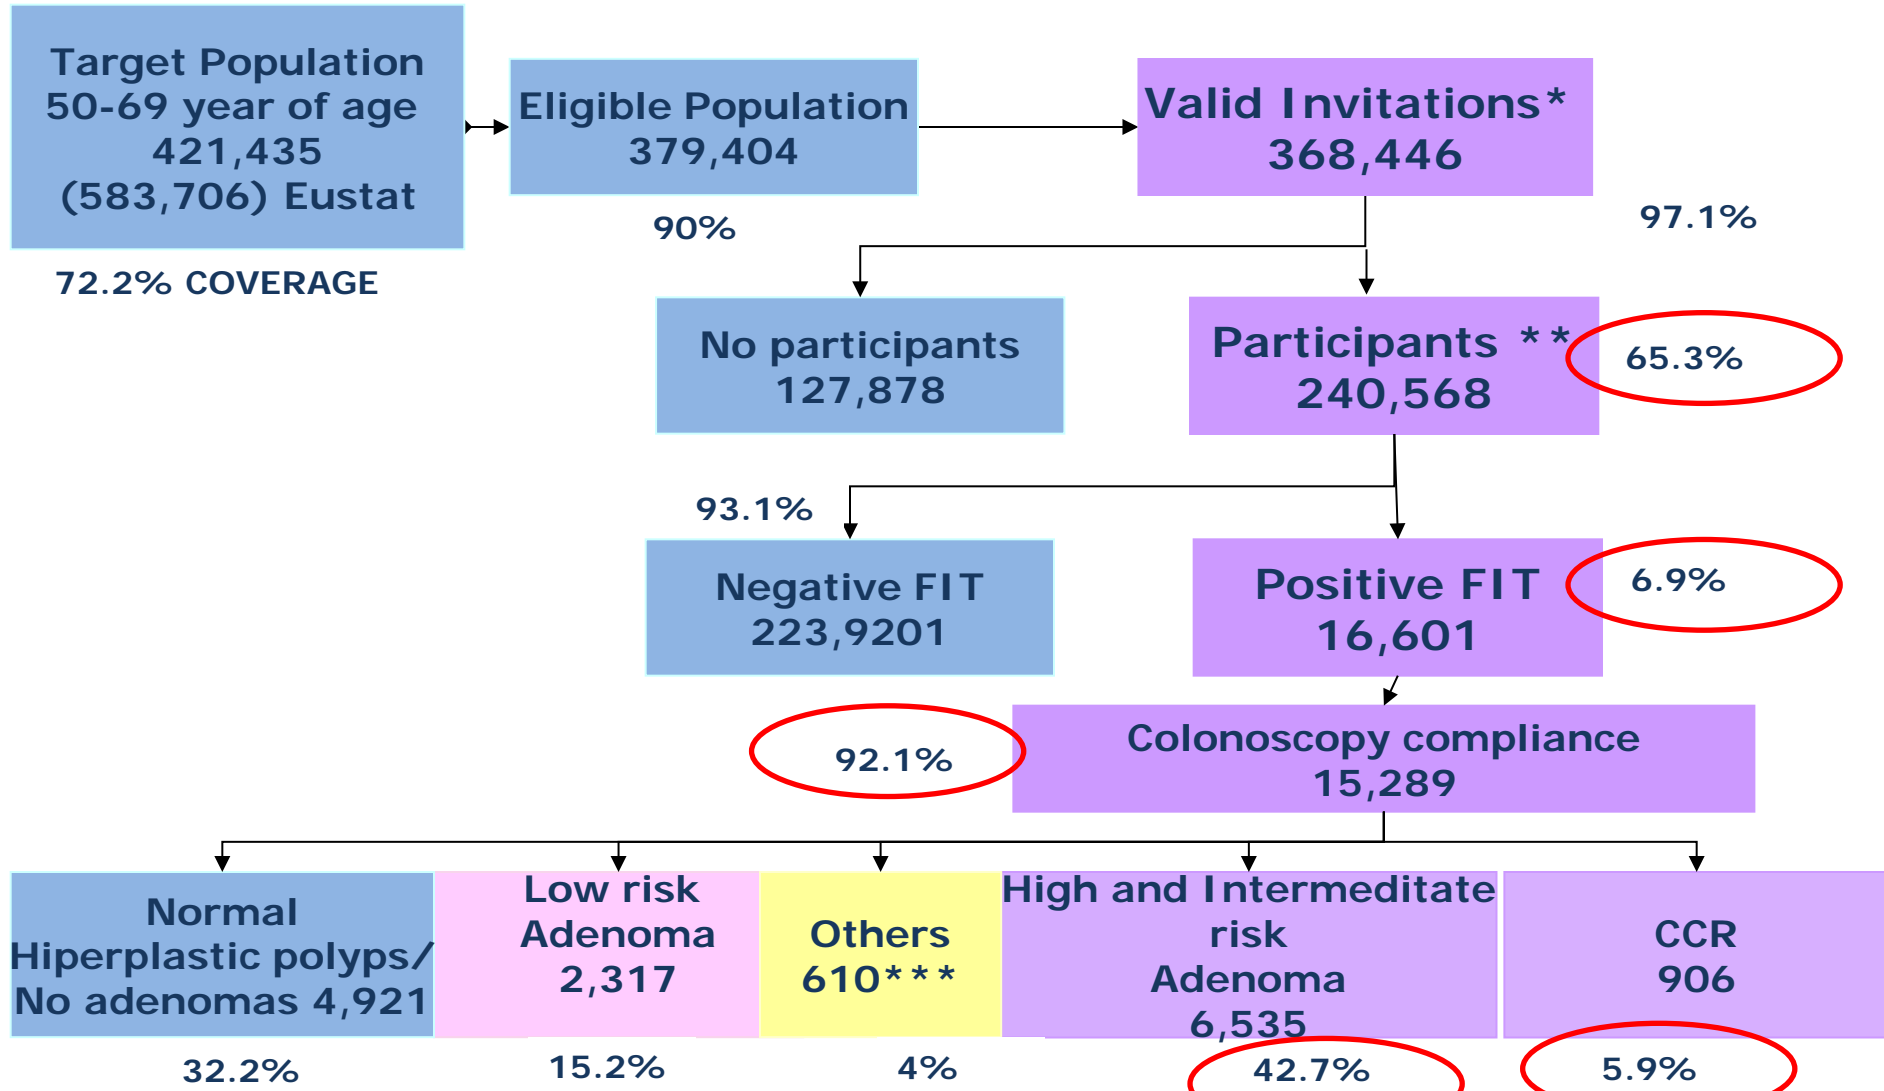 Target Population
50-69 year of age
421,435
(583,706) Eustat
72.2% COVERAGE
Eligible Population
379,404
90%
Valid Invitations*
368,446
97.1%
No participants
127,878
Participants **
240,568
65.3%
93.1%
Negative FIT
223,9201
Positive FIT
16,601
6.9%
92.1%
Colonoscopy compliance
15,289
Normal
Hiperplastic polyps/
No adenomas 4,921
32.2%
Low risk
Adenoma
2,317
15.2%
Others
610***
4%
High and Intermeditate
risk
Adenoma
6,535
42.7%
CCR
906
5.9%